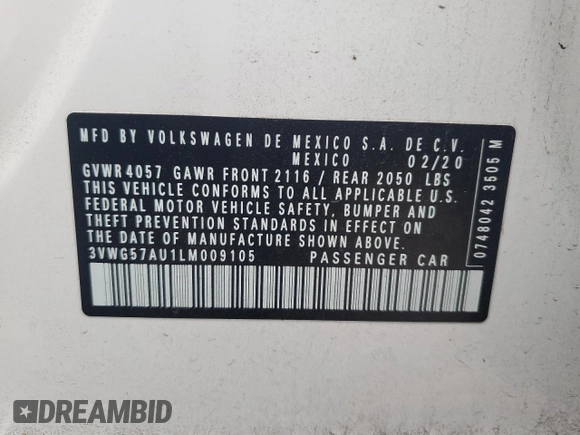 MFD BY VOLKSWAGEN DE MEXICO S.A. DE C.V.
MEXICO 02/20
GVWR 4057 GAWR FRONT 2116 / REAR 2050 LBS
THIS VEHICLE CONFORMS TO ALL APPLICABLE U.S.
FEDERAL MOTOR VEHICLE SAFETY, BUMPER AND
THEFT PREVENTION STANDARDS IN EFFECT ON
THE DATE OF MANUFACTURE SHOWN ABOVE.
3VWG57AU1LM009105 PASSENGER CAR
0748042 3505 M
DREAMBID